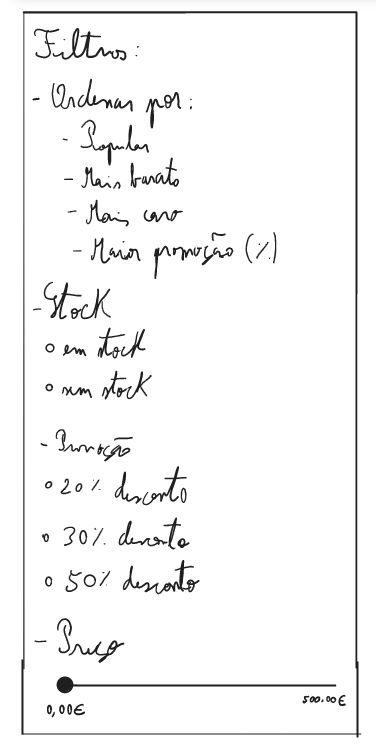 Filtros:
- Ordenar por:
- Popular
- Mais barato
- Mais caro
- Maior promoção (%)
- Stock
o em stock
o sem stock
- Promoção
o 20% desconto
o 30% desconto
o 50% desconto
- Preço
0,00€
500.00€